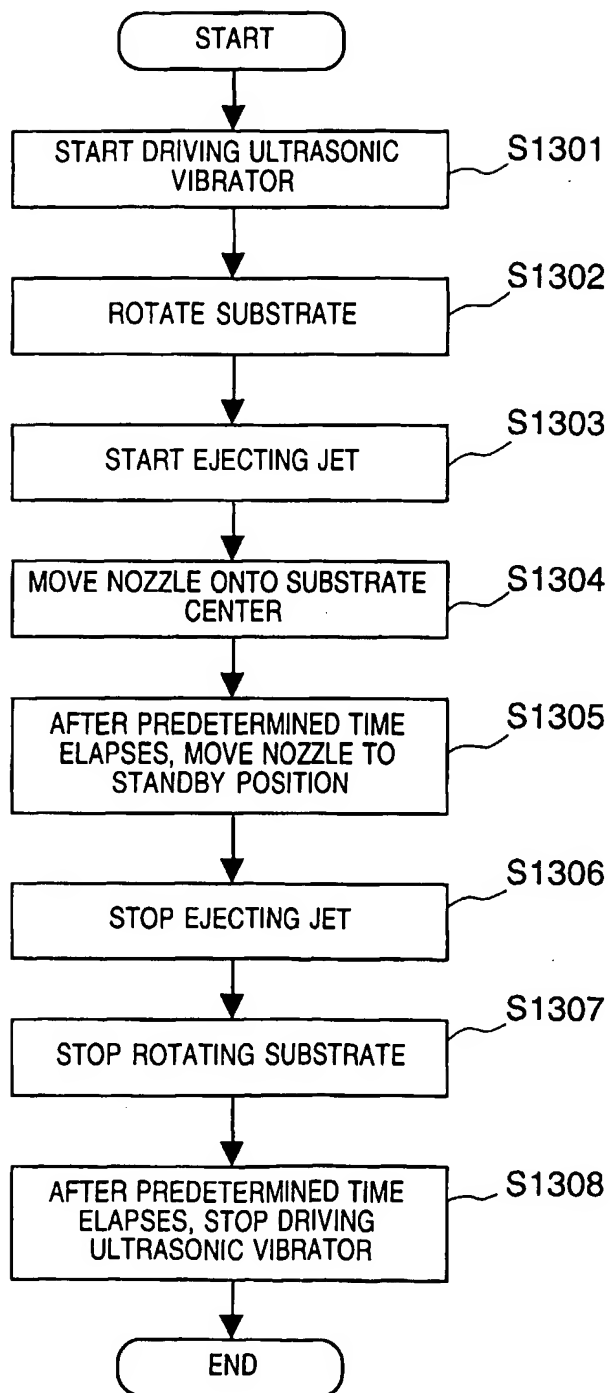 START
START DRIVING ULTRASONIC
VIBRATOR
S1301
ROTATE SUBSTRATE
S1302
START EJECTING JET
S1303
MOVE NOZZLE ONTO SUBSTRATE
CENTER
S1304
AFTER PREDETERMINED TIME
ELAPSES, MOVE NOZZLE TO
STANDBY POSITION
S1305
STOP EJECTING JET
S1306
STOP ROTATING SUBSTRATE
S1307
AFTER PREDETERMINED TIME
ELAPSES, STOP DRIVING
ULTRASONIC VIBRATOR
S1308
END